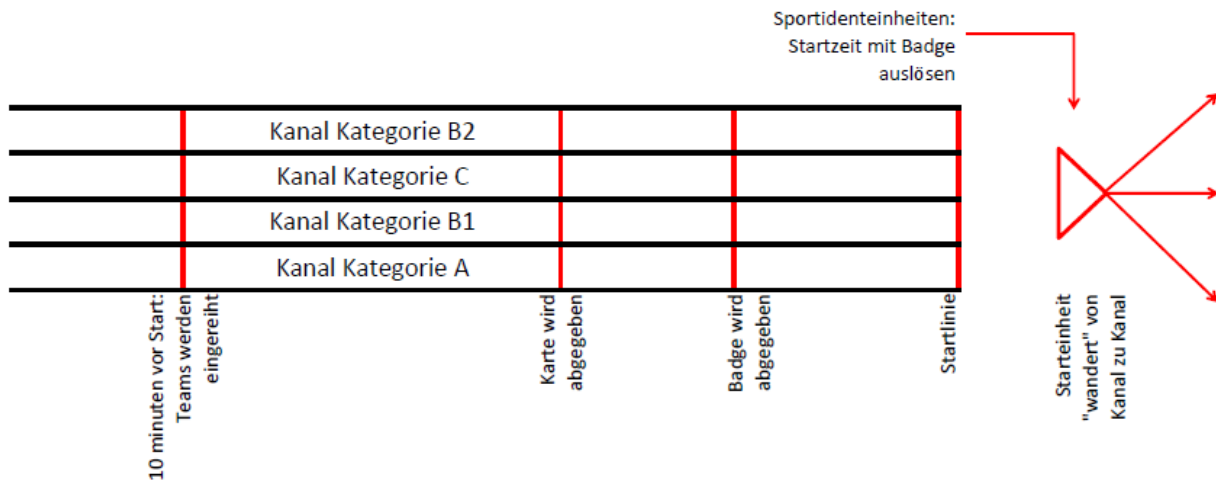 Sportidenteinheiten:
Startzeit mit Badge
auslösen
Kanal Kategorie B2
Kanal Kategorie C
Kanal Kategorie B1
Kanal Kategorie A
10 minuten vor Start:
Teams werden
eingereiht
Karte wird
abgegeben
Badge wird
abgegeben
Startlinie
Starteinheit
"wandert" von
Kanal zu Kanal